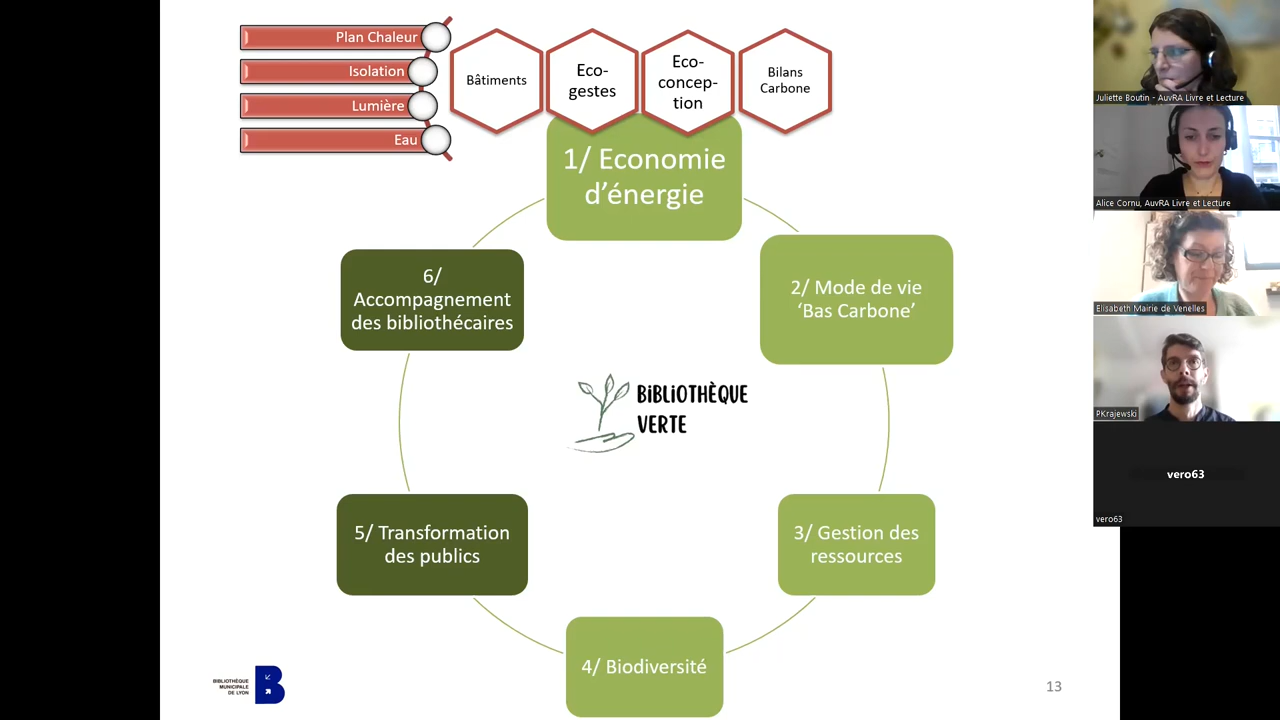 Plan Chaleur
Isolation
Lumière
Eau
Bâtiments
Eco-
gestes
Eco-
concep-
tion
Bilans
Carbone
1/ Economie
d'énergie
2/ Mode de vie
‘Bas Carbone’
3/ Gestion des
ressources
4/ Biodiversité
5/ Transformation
des publics
6/
Accompagnement
des bibliothécaires
BiBLiOTHÈQUE
VERTE
BIBLIOTHÈQUE
MUNICIPALE
DE LYON
B
13
Juliette Boutin - AuvRA Livre et Lecture
Alice Cornu, AuvRA Livre et Lecture
Elisabeth Mairie de Venelles
PKrajewski
vero63
vero63